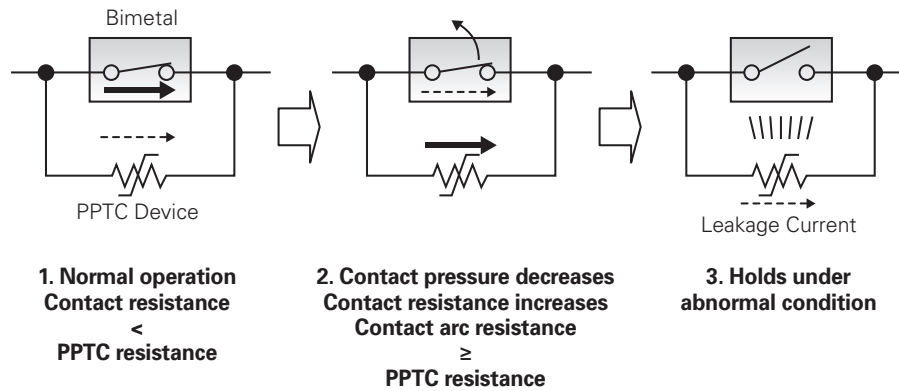 Bimetal
PPTC Device
Leakage Current
1. Normal operation
Contact resistance
<
PPTC resistance
2. Contact pressure decreases
Contact resistance increases
Contact arc resistance
≥
PPTC resistance
3. Holds under
abnormal condition